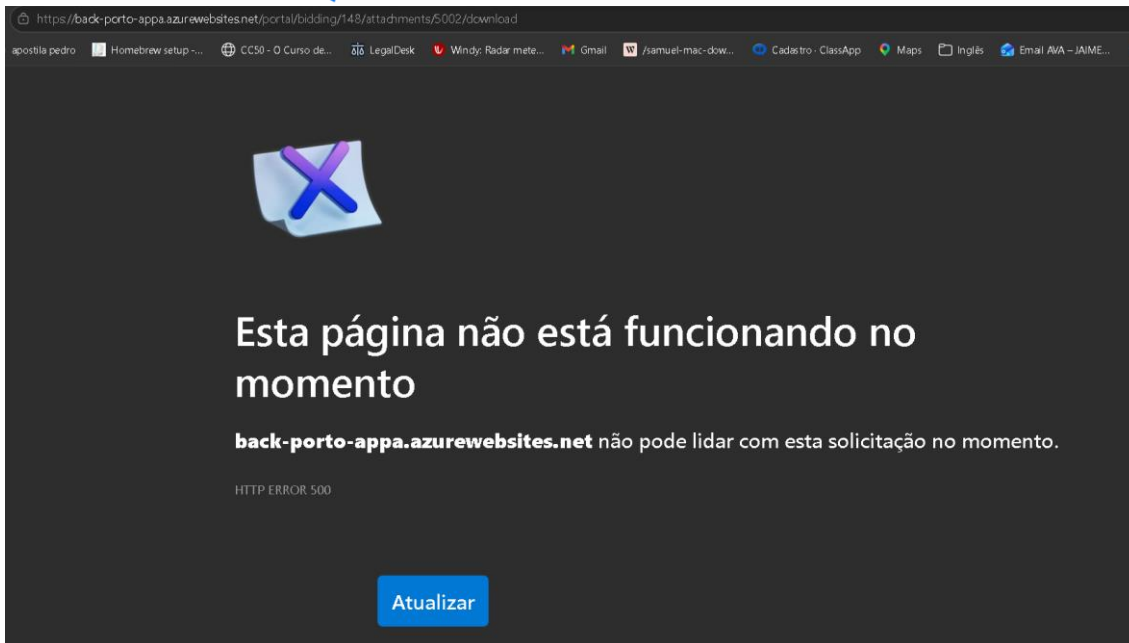 https://back-porto-appa.azurewebsites.net/portal/bidding/148/attachments/5002/download
apostila pedro Homebrew setup -... CC50 - O Curso de... LegalDesk Windy: Radar mete... Gmail /samuel-mac-dow... Cadastro · ClassApp Maps Inglês Email AVA – JAIME...
Esta página não está funcionando no
momento
back-porto-appa.azurewebsites.net não pode lidar com esta solicitação no momento.
HTTP ERROR 500
Atualizar